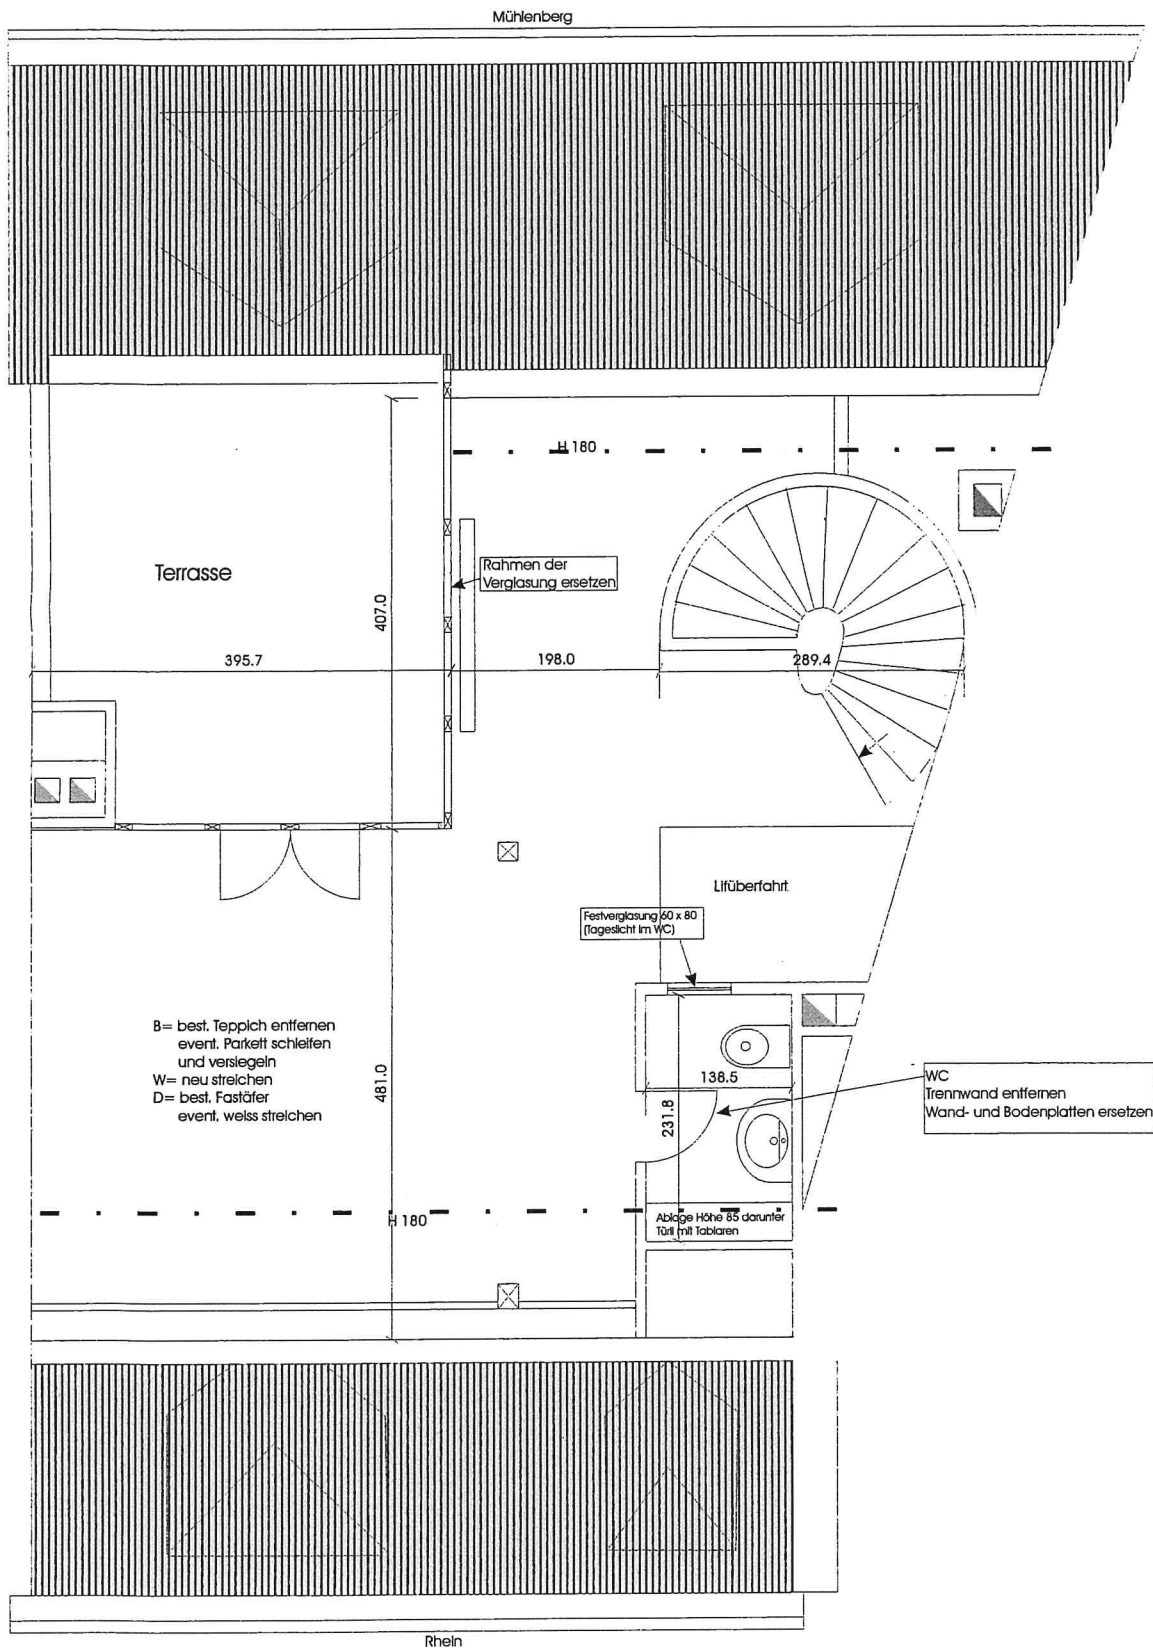 Mühlenberg
H 180
Terrasse
Rahmen der
Verglasung ersetzen
407.0
395.7
198.0
289.4
Lifüberfahrt
Festverglasung 60 x 80
(Tageslicht im WC)
B= best. Teppich entfernen
event. Parkett schleifen
und versiegeln
W= neu streichen
D= best. Fastäfer
event. weiss streichen
481.0
138.5
231.8
WC
Trennwand entfernen
Wand- und Bodenplatten ersetzen
H 180
Ablage Höhe 85 darunter
Türli mit Tablaren
Rhein